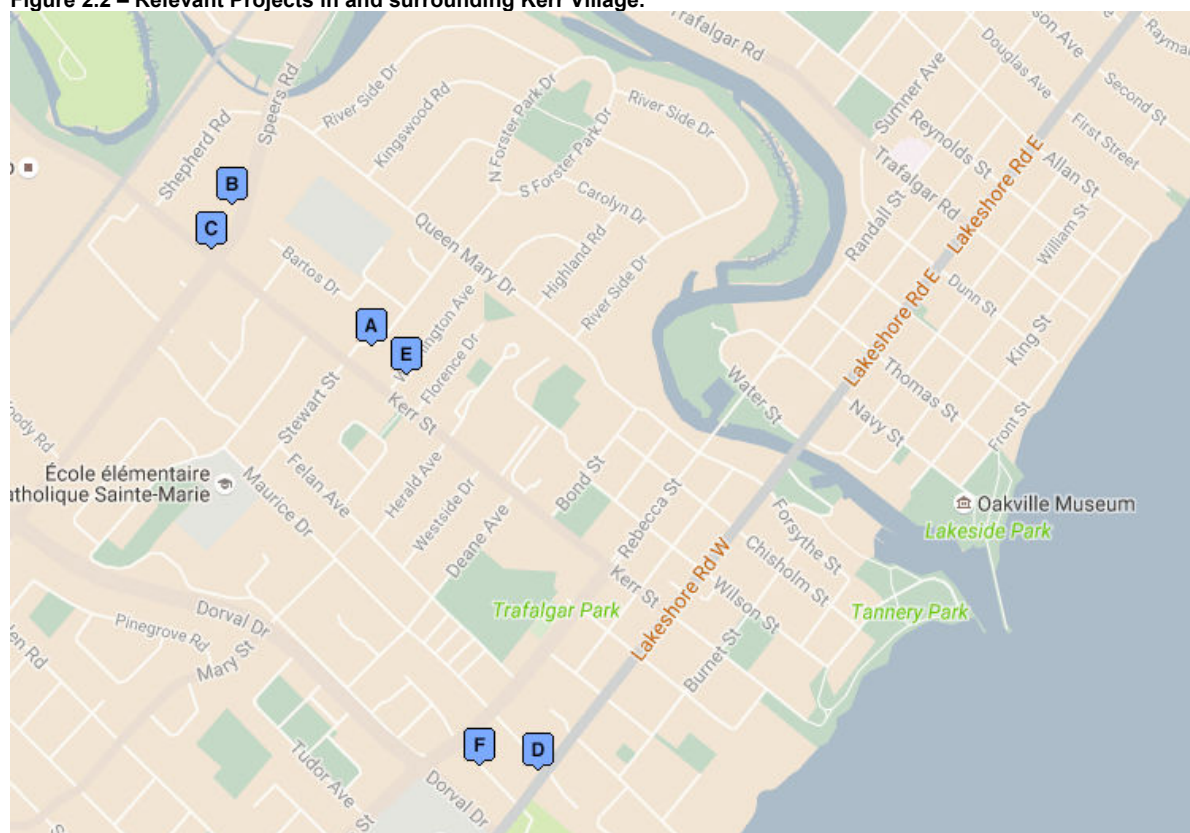 Figure 2.2 – Relevant Projects in and surrounding Kerr Village.
Trafalgar Rd
Douglas Ave
Second St
First Street
Sumner Ave
Reynolds St
Allan St
Trafalgar Rd
William St
Randall St
Lakeshore Rd E
Lakeshore Rd E
Dunn St
King St
Thomas St
Front St
Navy St
Water St
Speers Rd
River Side Dr
Kingswood Rd
N Forster Park Dr
River Side Dr
Shepherd Rd
S Forster Park Dr
Carolyn Dr
Queen Mary Dr
Highland Rd
River Side Dr
B
C
Bartos Dr
A
E
Florence Dr
Stewart St
Kerr St
École élémentaire
atholique Sainte-Marie
Maurice Dr
Felan Ave
Herald Ave
Westside Dr
Deane Ave
Bond St
Rebecca St
Oakville Museum
Lakeside Park
Forsythe St
Chisholm St
Lakeshore Rd W
Kerr St
Wilson St
Tannery Park
Trafalgar Park
Burnet St
Dorval Dr
Pinegrove Rd
Mary St
Tudor Ave
F
D
Dorval Dr